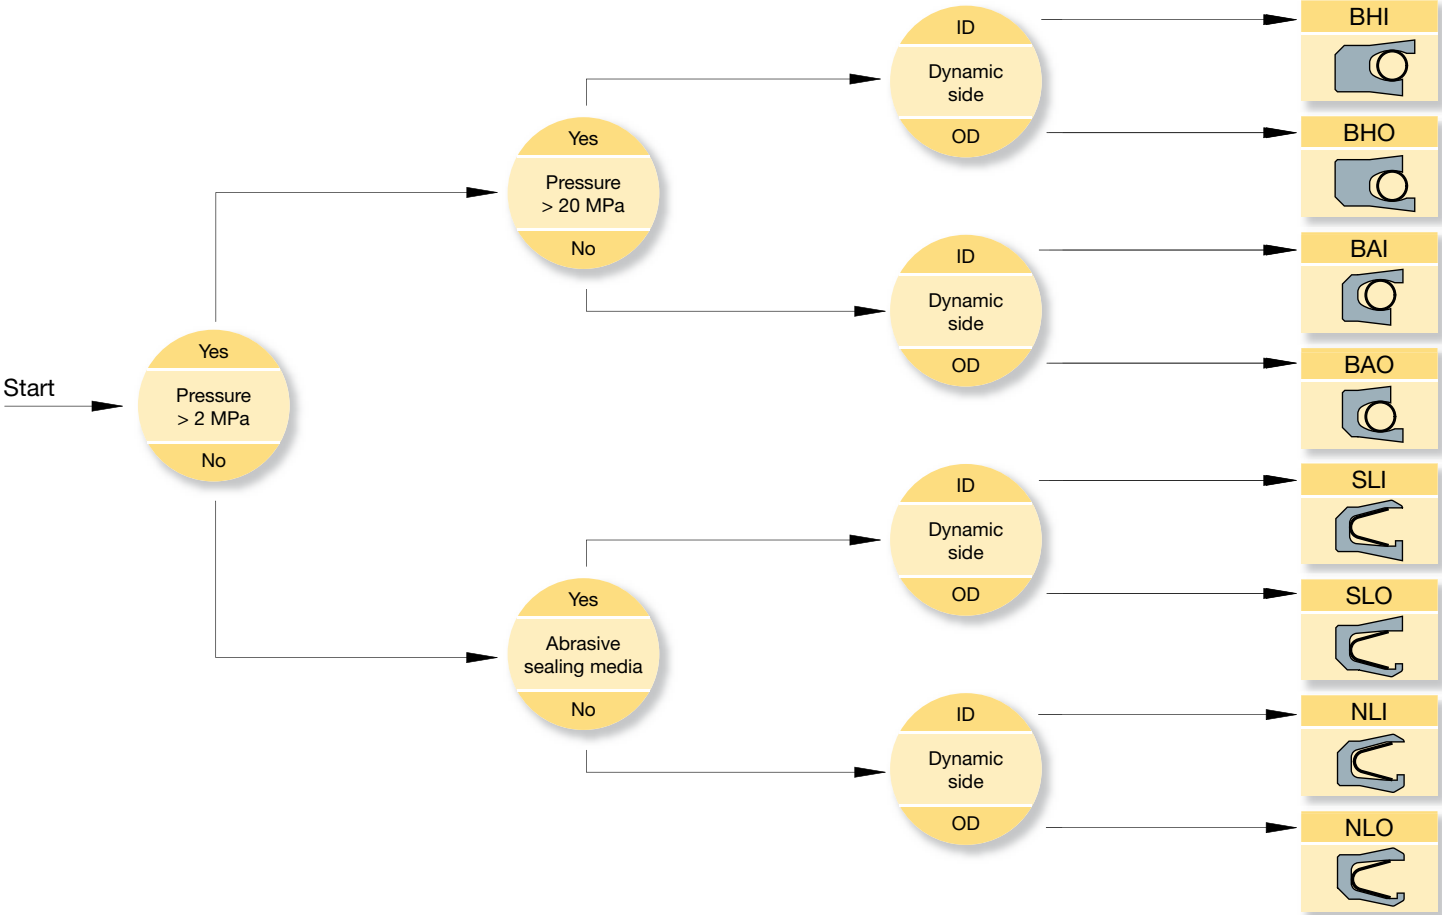 Start
Yes
Pressure
> 2 MPa
No
Yes
Pressure
> 20 MPa
No
Yes
Abrasive
sealing media
No
ID
Dynamic
side
OD
ID
Dynamic
side
OD
ID
Dynamic
side
OD
ID
Dynamic
side
OD
BHI
BHO
BAI
BAO
SLI
SLO
NLI
NLO